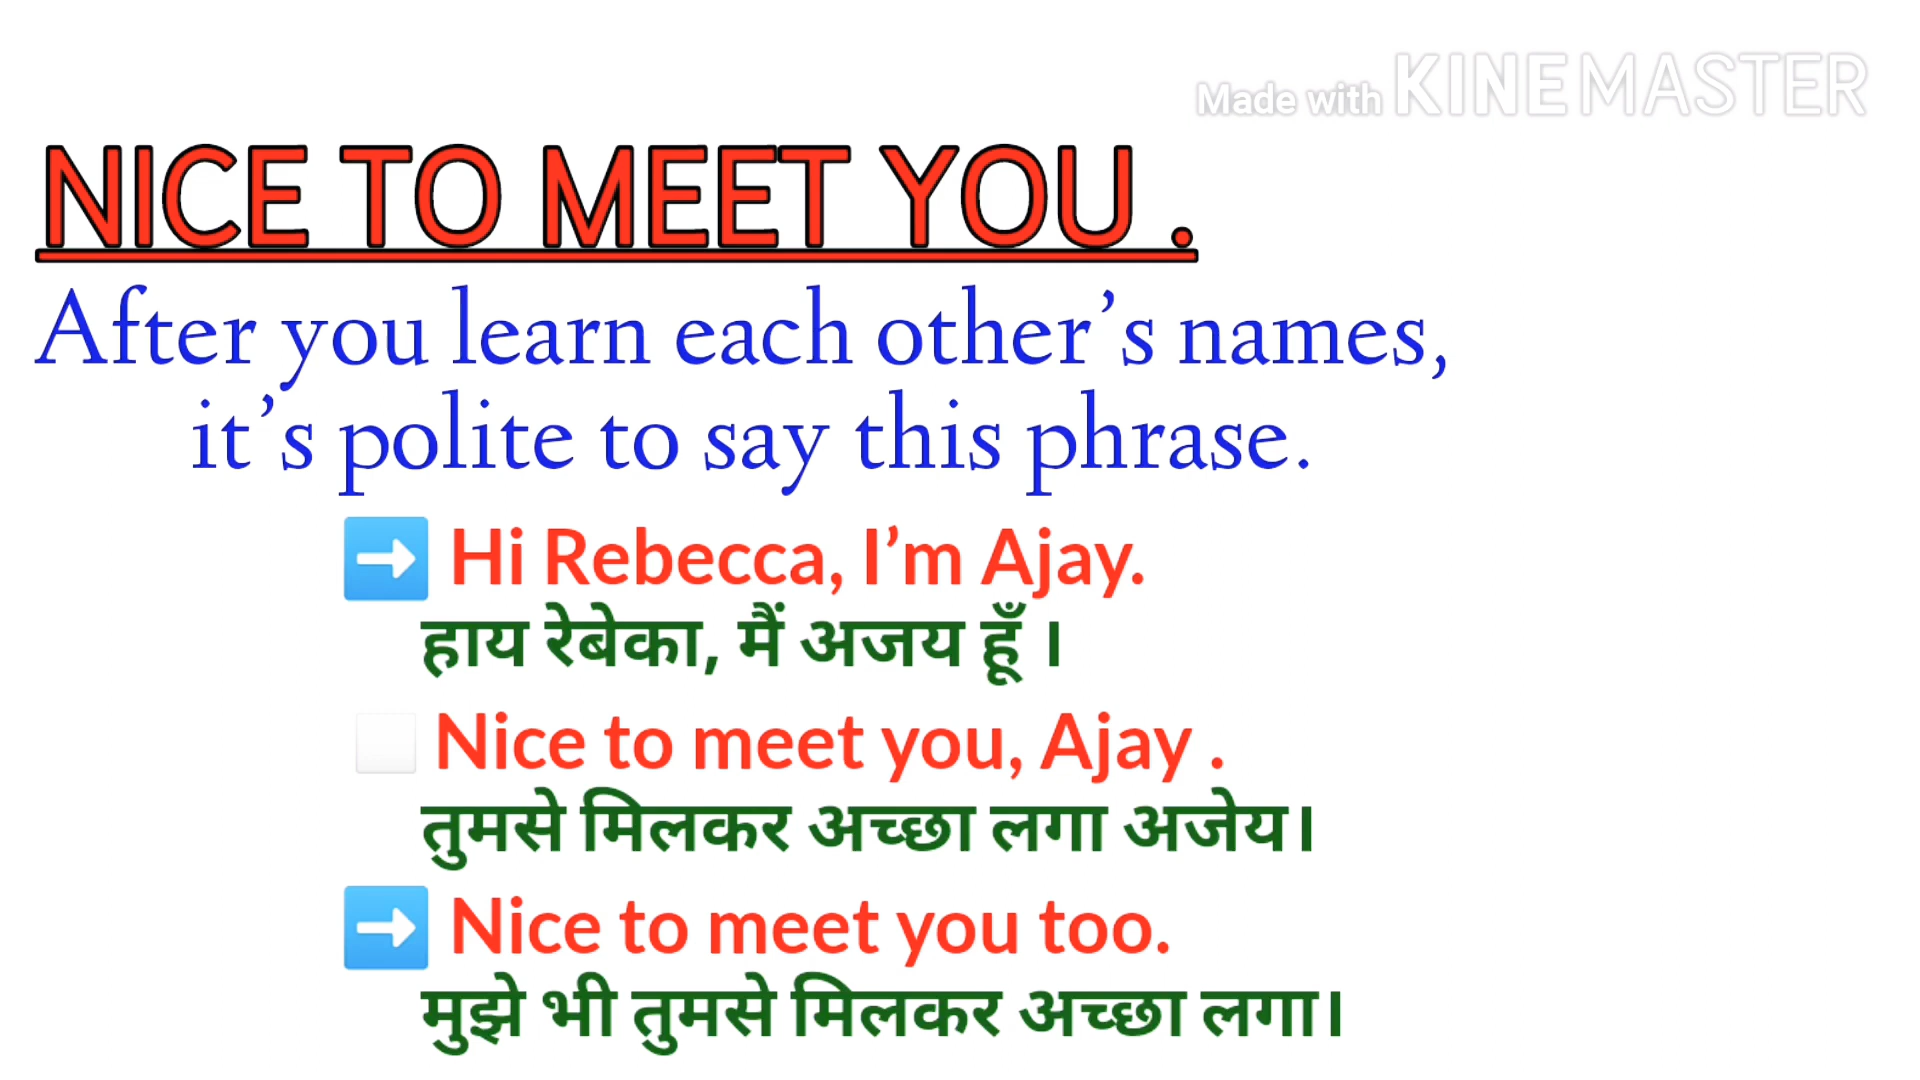 Made with KINEMASTER
NICE TO MEET YOU .
After you learn each other’s names,
it’s polite to say this phrase.
➡ Hi Rebecca, I’m Ajay.
हाय रेबेका, मैं अजय हूँ ।
◻ Nice to meet you, Ajay .
तुमसे मिलकर अच्छा लगा अजेय।
➡ Nice to meet you too.
मुझे भी तुमसे मिलकर अच्छा लगा।